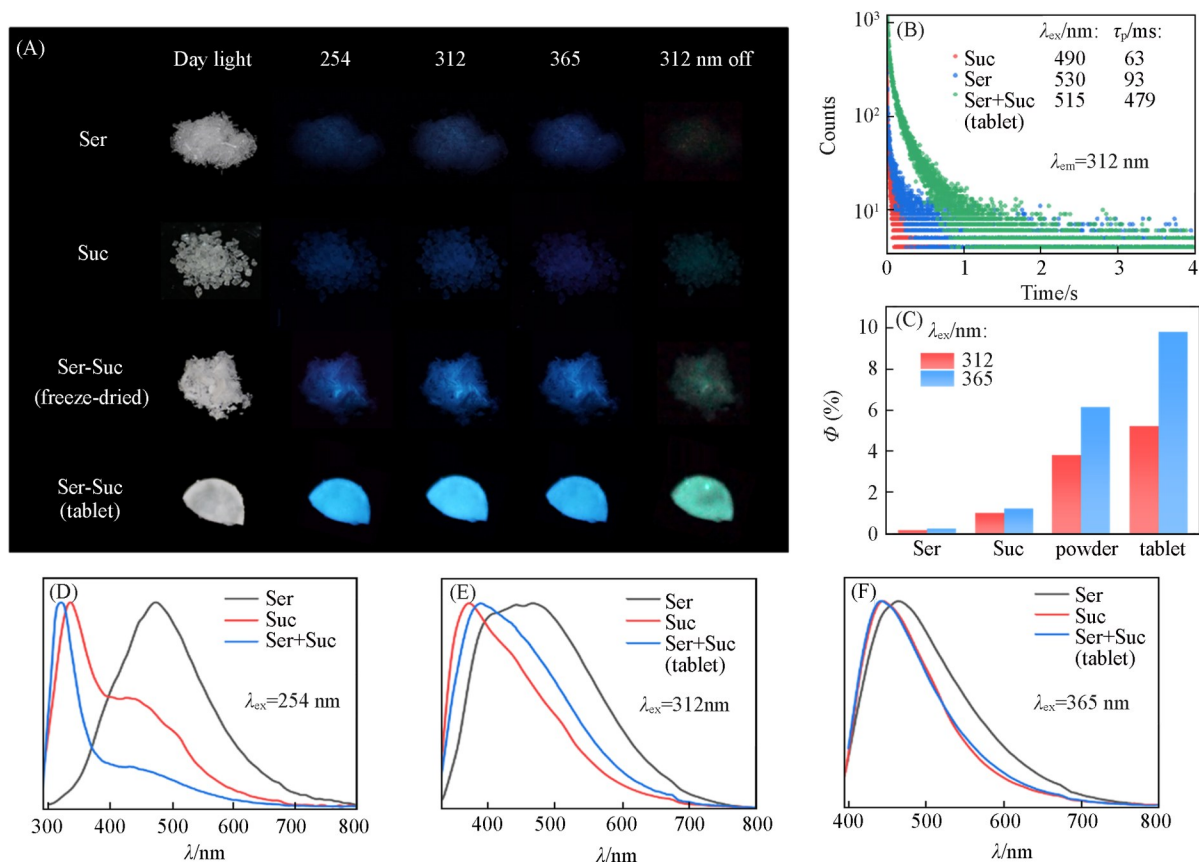 (A)
Day light 254 312 365 312 nm off
Ser
Suc
Ser-Suc
(freeze-dried)
Ser-Suc
(tablet)
(B)
λex/nm: τp/ms:
Suc 490 63
Ser 530 93
Ser+Suc 515 479
(tablet)
λem=312 nm
10³
10²
10¹
Counts
0 1 2 3 4
Time/s
(C)
λex/nm:
312
365
10
8
6
4
2
0
Φ (%)
Ser Suc powder tablet
(D)
Ser
Suc
Ser+Suc
λex=254 nm
300 400 500 600 700 800
λ/nm
(E)
Ser
Suc
Ser+Suc
(tablet)
λex=312nm
400 500 600 700 800
λ/nm
(F)
Ser
Suc
Ser+Suc
(tablet)
λex=365 nm
400 500 600 700 800
λ/nm